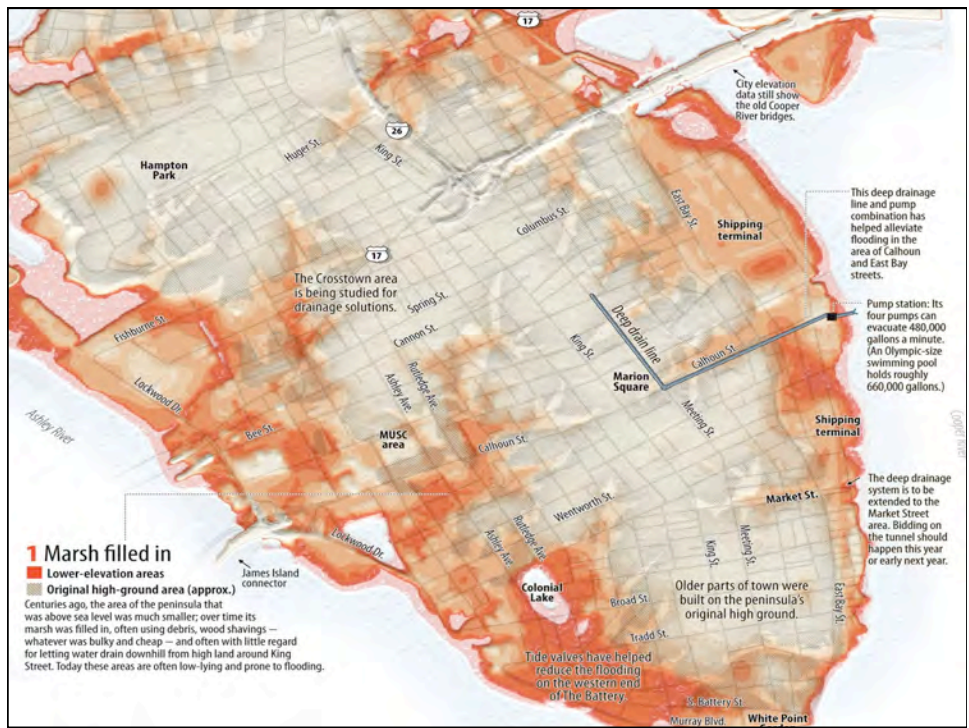 17
City elevation
data still show
the old Cooper
River bridges.
26
Huger St.
King St.
Hampton
Park
This deep drainage
line and pump
combination has
helped alleviate
flooding in the
area of Calhoun
and East Bay
streets.
East Bay St.
Columbus St.
Shipping
terminal
17
The Crosstown area
is being studied for
drainage solutions.
Spring St.
Cannon St.
Fishburne St.
Pump station: Its
four pumps can
evacuate 480,000
gallons a minute.
(An Olympic-size
swimming pool
holds roughly
660,000 gallons.)
Deep drain line
King St.
Calhoun St.
Marion
Square
Rutledge Ave.
Ashley Ave.
Lockwood Dr.
Ashley River
Cooper River
Bee St.
MUSC
area
Calhoun St.
Meeting St.
Shipping
terminal
The deep drainage
system is to be
extended to the
Market Street
area. Bidding on
the tunnel should
happen this year
or early next year.
Market St.
Wentworth St.
Rutledge Ave.
Ashley Ave.
King St.
Meeting St.
Lockwood Dr.
James Island
connector
1 Marsh filled in
Lower-elevation areas
Original high-ground area (approx.)
Centuries ago, the area of the peninsula that
was above sea level was much smaller; over time its
marsh was filled in, often using debris, wood shavings —
whatever was bulky and cheap — and often with little regard
for letting water drain downhill from high land around King
Street. Today these areas are often low-lying and prone to flooding.
Colonial
Lake
Older parts of town were
built on the peninsula's
original high ground.
East Bay St.
Broad St.
Tradd St.
Tide valves have helped
reduce the flooding
on the western end
of The Battery.
S. Battery St.
Murray Blvd.
White Point